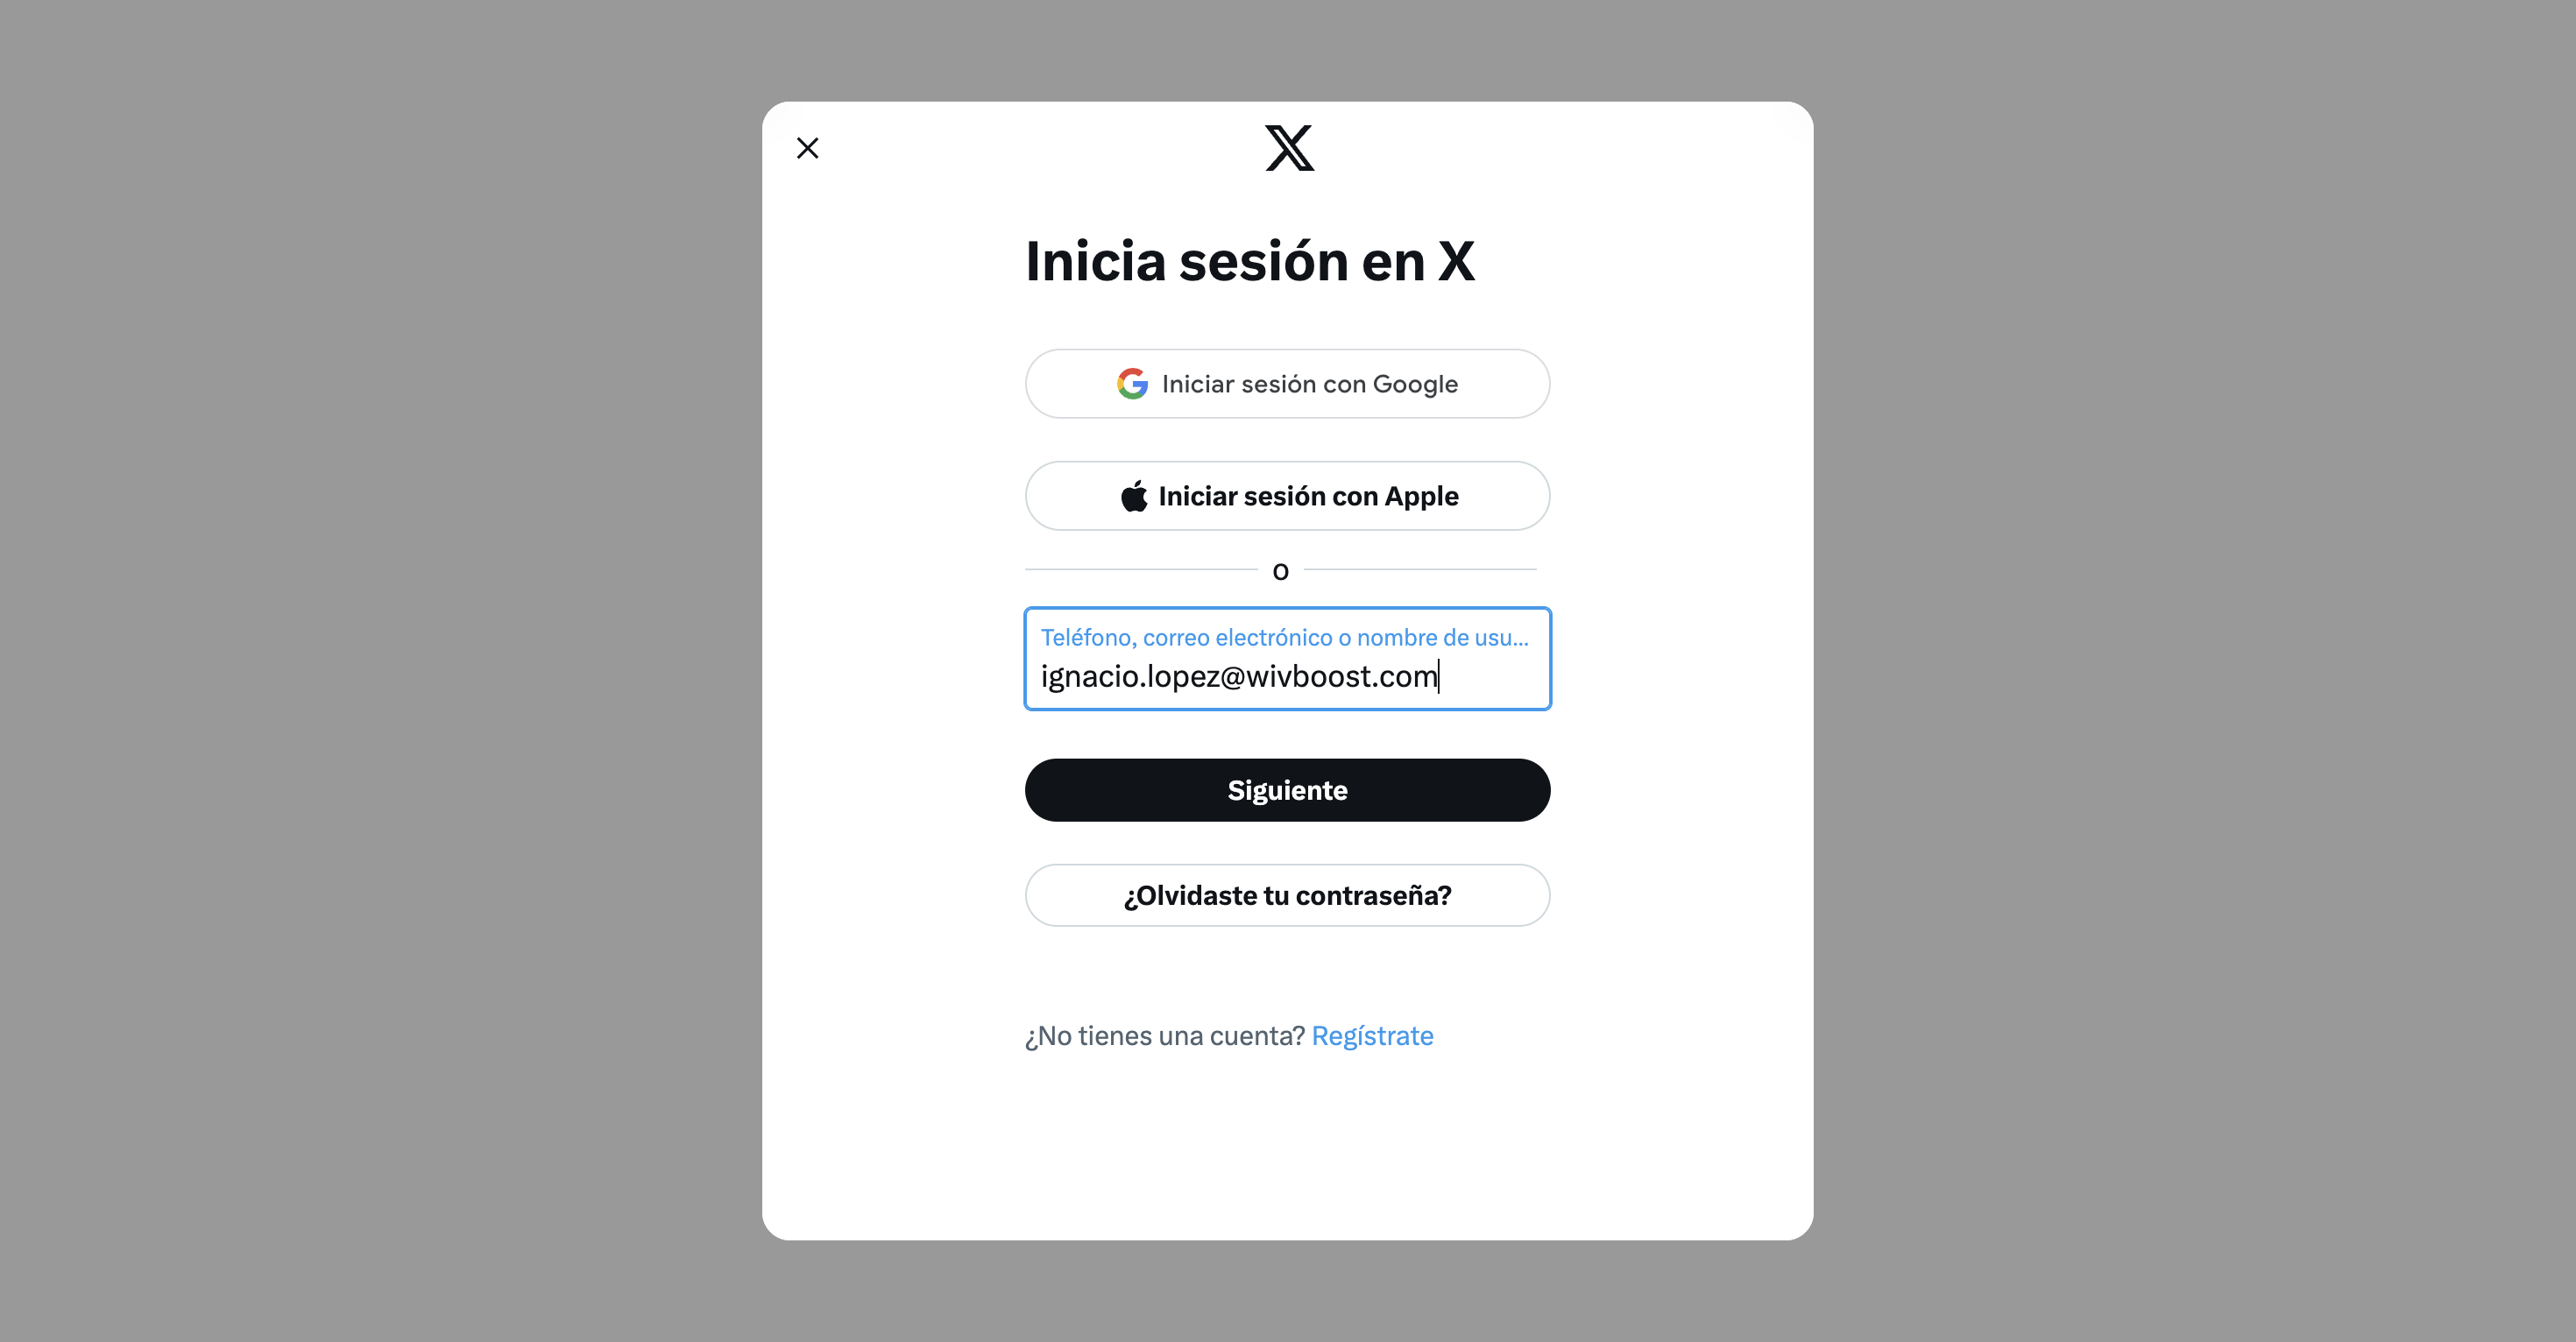 Inicia sesión en X
Iniciar sesión con Google
Iniciar sesión con Apple
o
Teléfono, correo electrónico o nombre de usu...
ignacio.lopez@wivboost.com
Siguiente
¿Olvidaste tu contraseña?
¿No tienes una cuenta? Regístrate